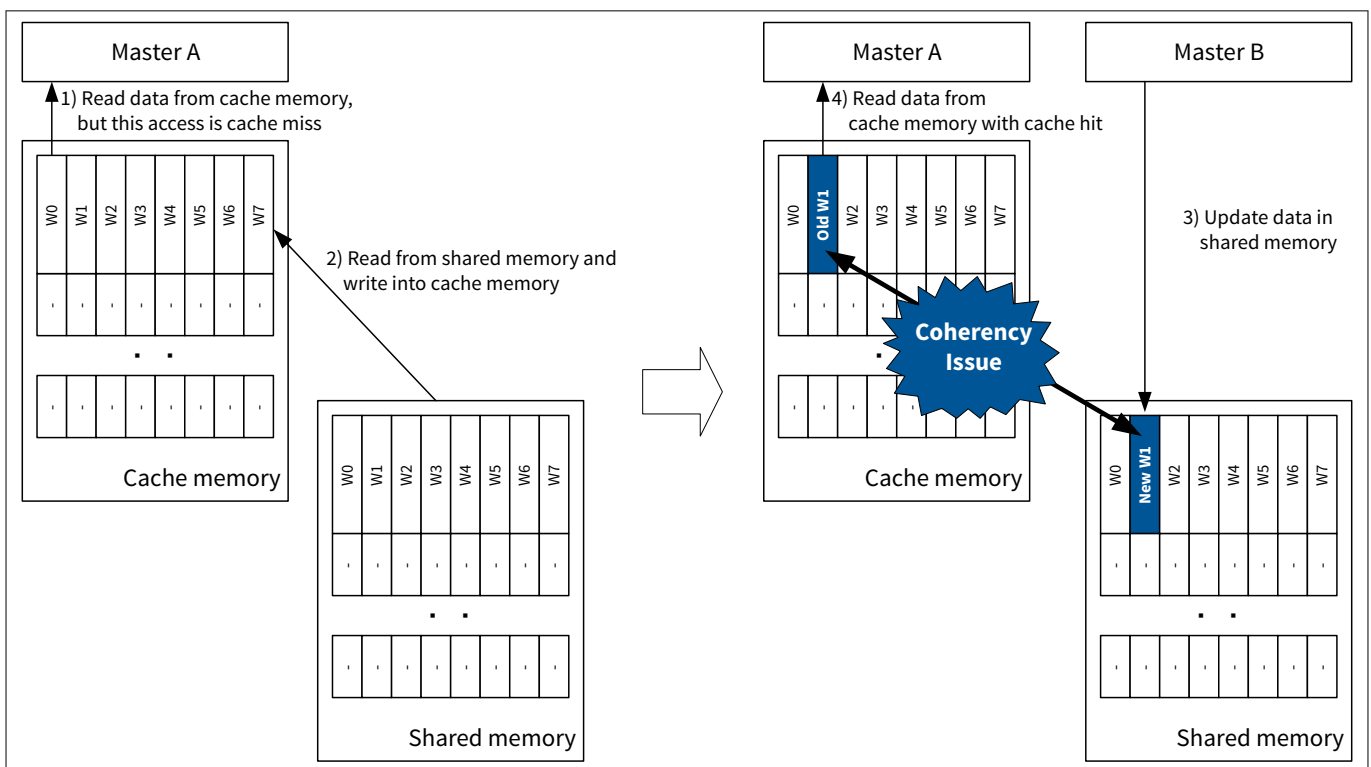 Master A
1) Read data from cache memory,
but this access is cache miss
W0 W1 W2 W3 W4 W5 W6 W7
- - - - - - - -
. .
- - - - - - - -
Cache memory
2) Read from shared memory and
write into cache memory
W0 W1 W2 W3 W4 W5 W6 W7
- - - - - - - -
. .
- - - - - - - -
Shared memory
Master A
4) Read data from
cache memory with cache hit
W0 Old W1 W2 W3 W4 W5 W6 W7
- - - - -
.
- - - - - - - -
Cache memory
Coherency
Issue
Master B
3) Update data in
shared memory
W0 New W1 W2 W3 W4 W5 W6 W7
- - - - - - - -
. .
- - - - - - - -
Shared memory